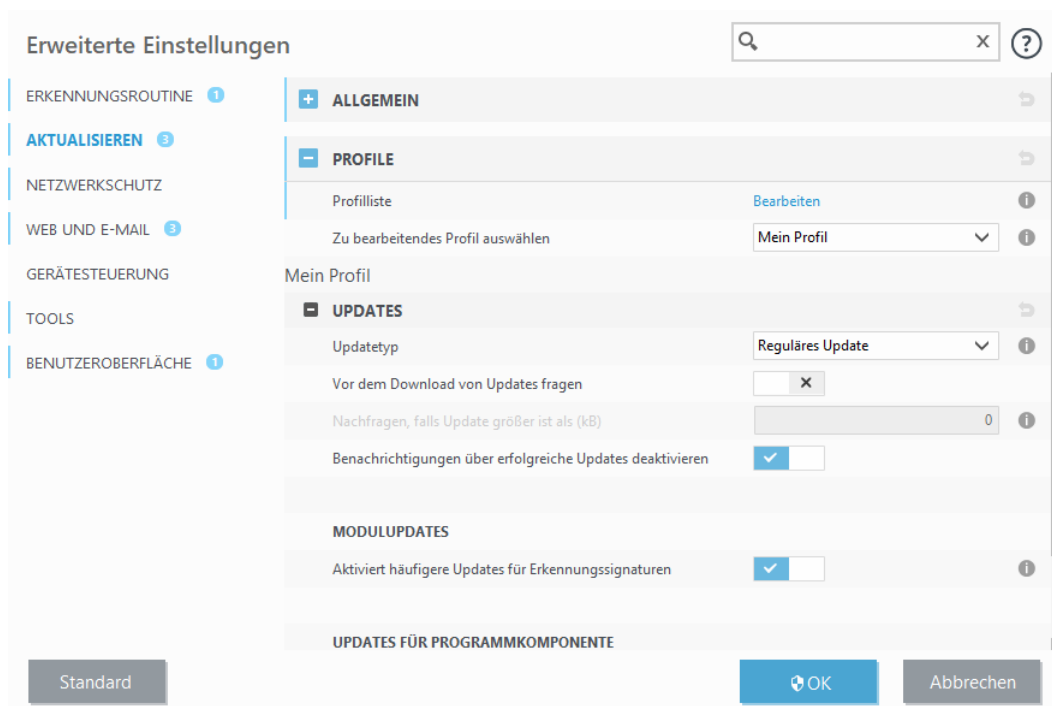 Erweiterte Einstellungen
x
?
ERKENNUNGSROUTINE 1
AKTUALISIEREN 3
NETZWERKSCHUTZ
WEB UND E-MAIL 3
GERÄTESTEUERUNG
TOOLS
BENUTZEROBERFLÄCHE 1
ALLGEMEIN
PROFILE
Profilliste Bearbeiten
Zu bearbeitendes Profil auswählen Mein Profil
Mein Profil
UPDATES
Updatetyp Reguläres Update
Vor dem Download von Updates fragen
Nachfragen, falls Update größer ist als (kB) 0
Benachrichtigungen über erfolgreiche Updates deaktivieren
MODULUPDATES
Aktiviert häufigere Updates für Erkennungssignaturen
UPDATES FÜR PROGRAMMKOMPONENTE
Standard OK Abbrechen